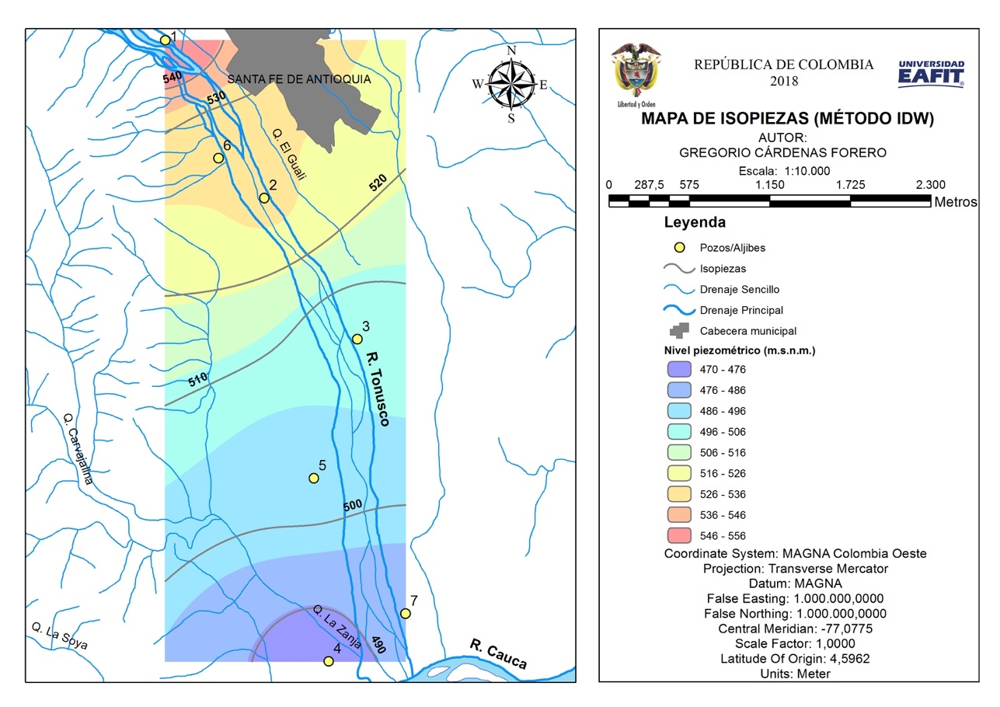 1
540
SANTA FE DE ANTIOQUIA
530
6
Q. El Guali
2
520
3
R. Tonusco
510
Q. Carvajalina
5
500
7
Q. La Zanja
490
4
Q. La Soya
R. Cauca
N
W E
S
Libertad y Orden
REPÚBLICA DE COLOMBIA
2018
UNIVERSIDAD
EAFIT®
MAPA DE ISOPIEZAS (MÉTODO IDW)
AUTOR:
GREGORIO CÁRDENAS FORERO
Escala: 1:10.000
0 287,5 575 1.150 1.725 2.300
Metros
Leyenda
Pozos/Aljibes
Isopiezas
Drenaje Sencillo
Drenaje Principal
Cabecera municipal
Nivel piezométrico (m.s.n.m.)
470 - 476
476 - 486
486 - 496
496 - 506
506 - 516
516 - 526
526 - 536
536 - 546
546 - 556
Coordinate System: MAGNA Colombia Oeste
Projection: Transverse Mercator
Datum: MAGNA
False Easting: 1.000.000,0000
False Northing: 1.000.000,0000
Central Meridian: -77,0775
Scale Factor: 1,0000
Latitude Of Origin: 4,5962
Units: Meter